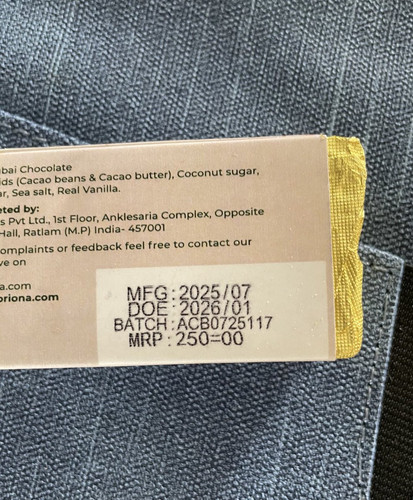 bai Chocolate
ids (Cacao beans & Cacao butter), Coconut sugar,
ar, Sea salt, Real Vanilla.
eted by:
s Pvt Ltd., 1st Floor, Anklesaria Complex, Opposite
Hall, Ratlam (M.P) India- 457001
omplaints or feedback feel free to contact our
ve on
a.com
oriona.com
MFG:2025/07
DOE:2026/01
BATCH:ACB0725117
MRP:250=00